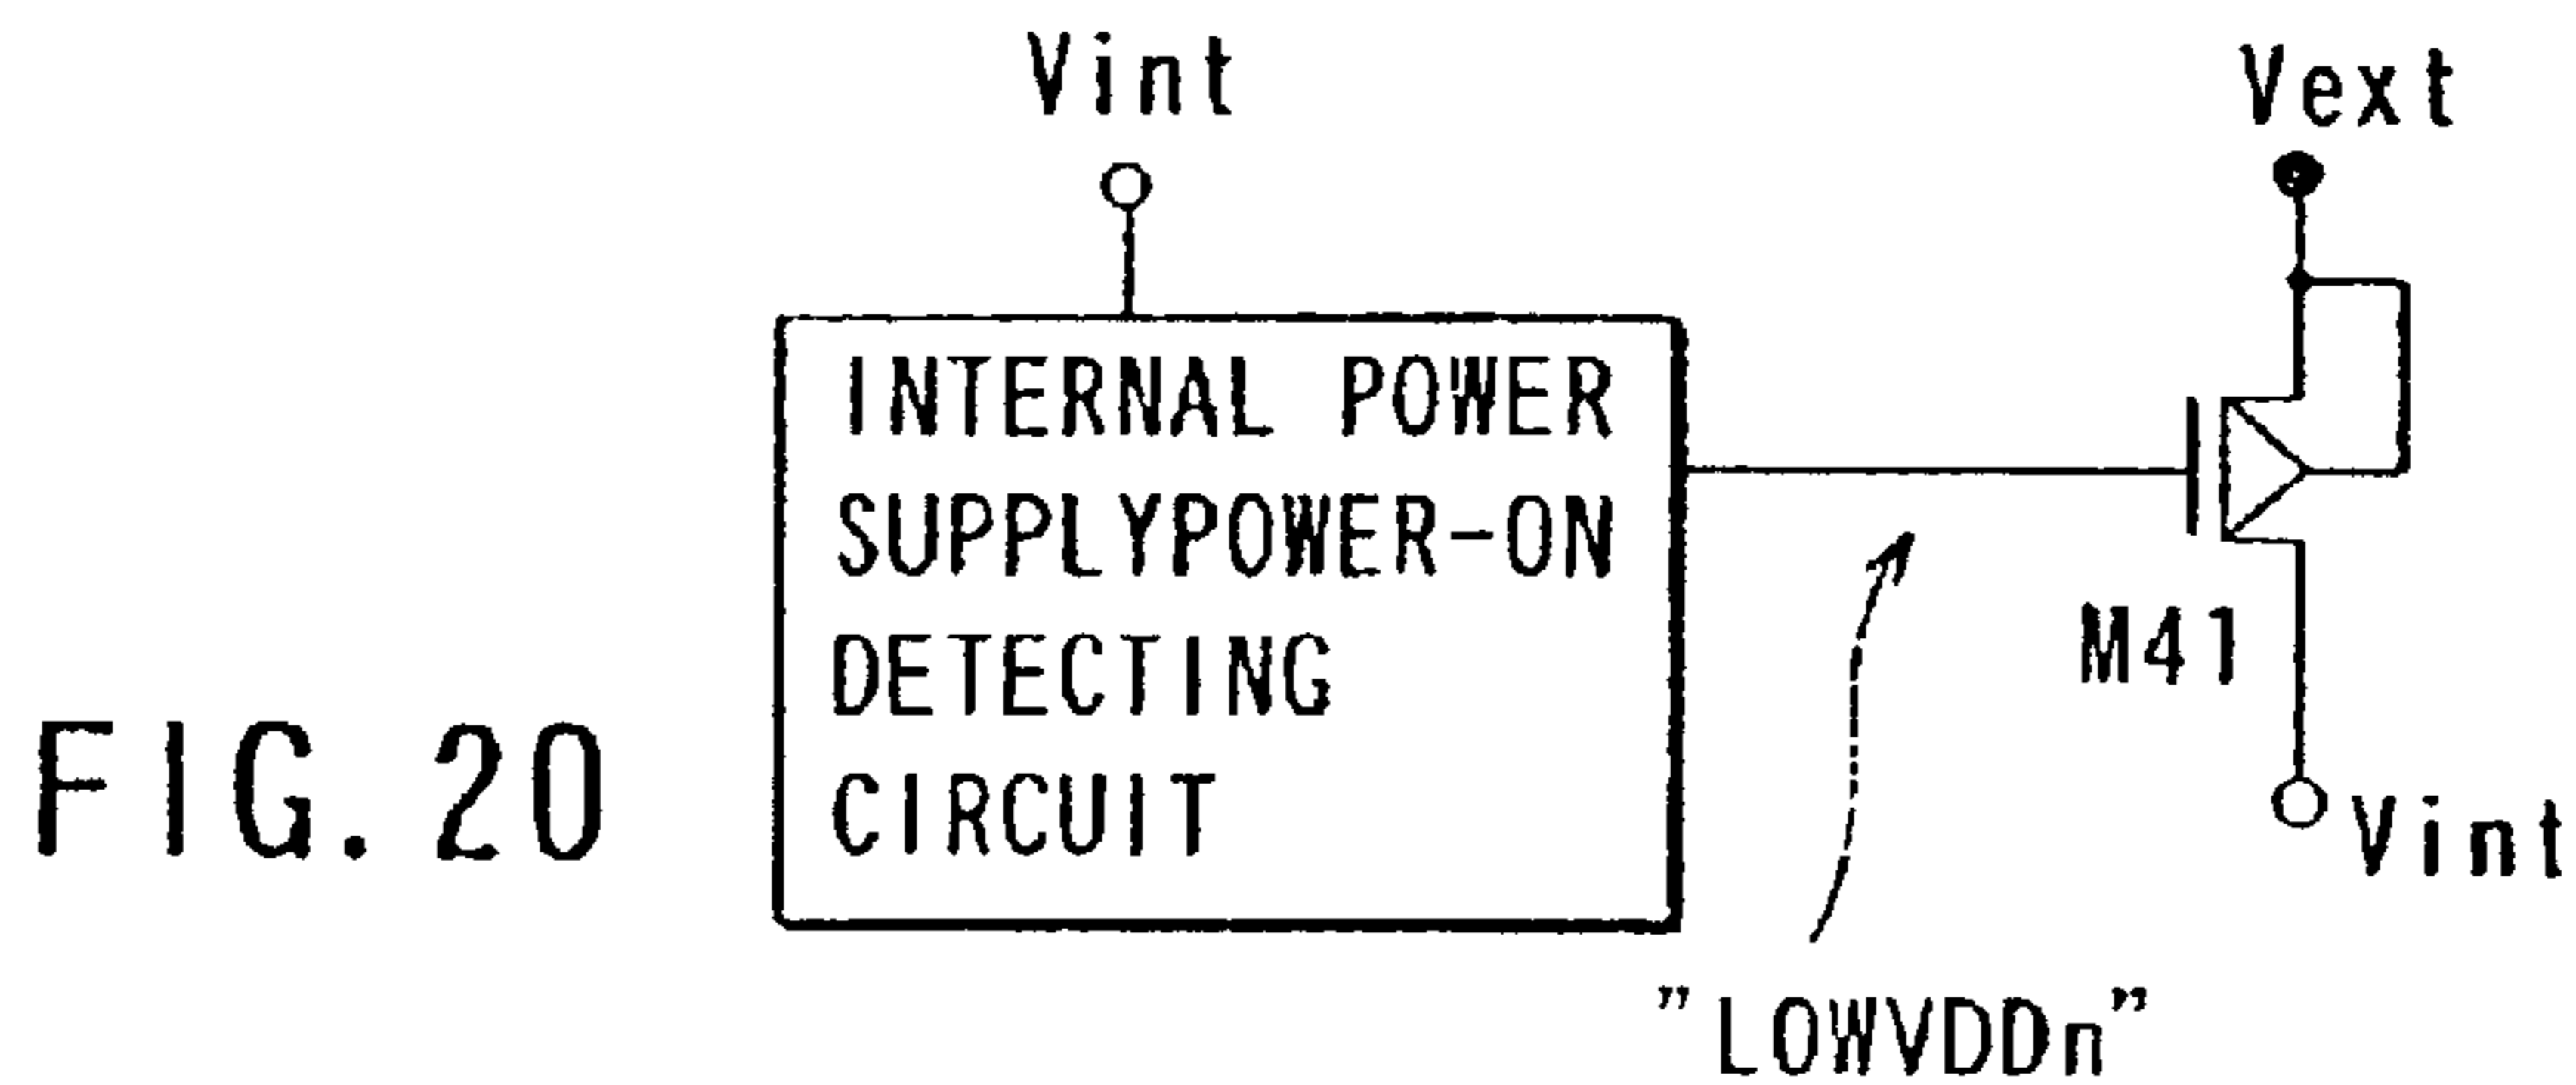 Vint
Vext
INTERNAL POWER
SUPPLYPOWER-ON
DETECTING
CIRCUIT
M41
Vint
FIG.20
"LOWVDDn"